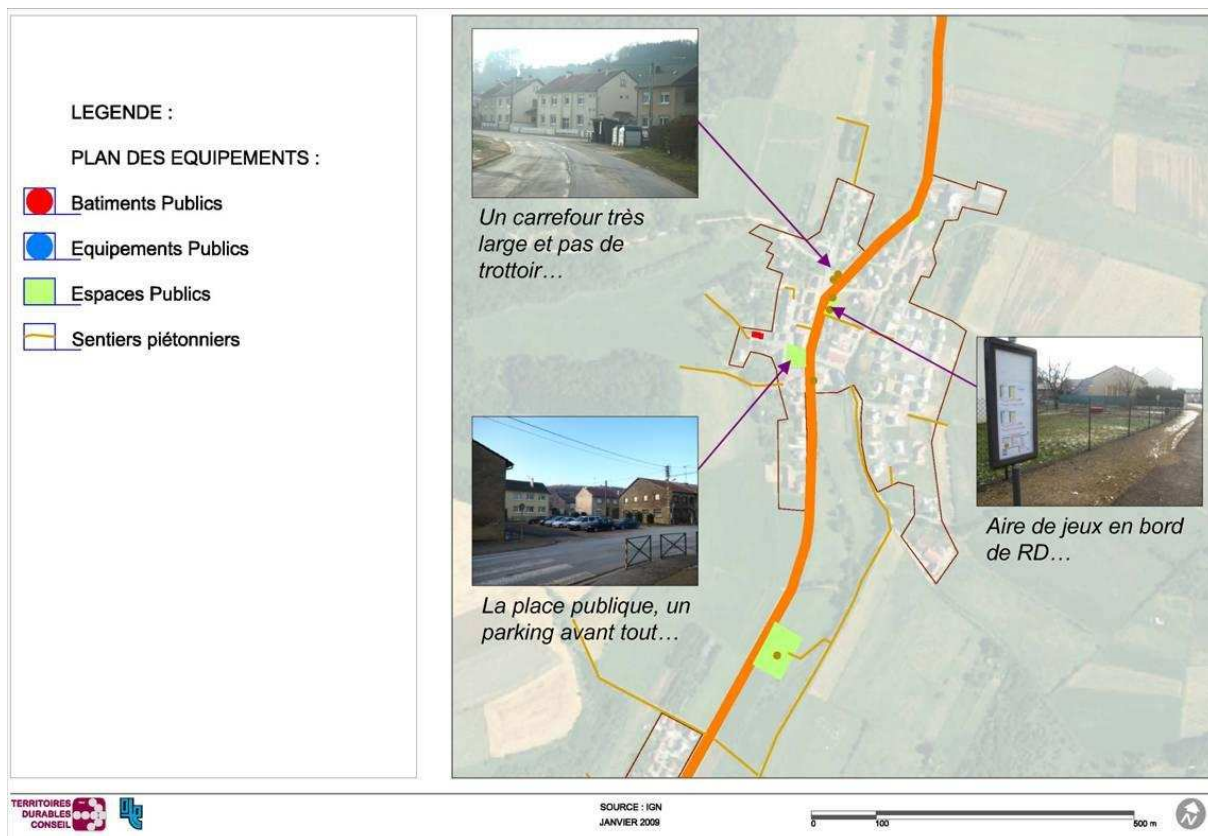 LEGENDE :
PLAN DES EQUIPEMENTS :
Batiments Publics
Equipements Publics
Espaces Publics
Sentiers piétonniers
Un carrefour très
large et pas de
trottoir…
Aire de jeux en bord
de RD…
La place publique, un
parking avant tout…
TERRITOIRES
DURABLES
CONSEIL
SOURCE : IGN
JANVIER 2009
0 100 500 m
N